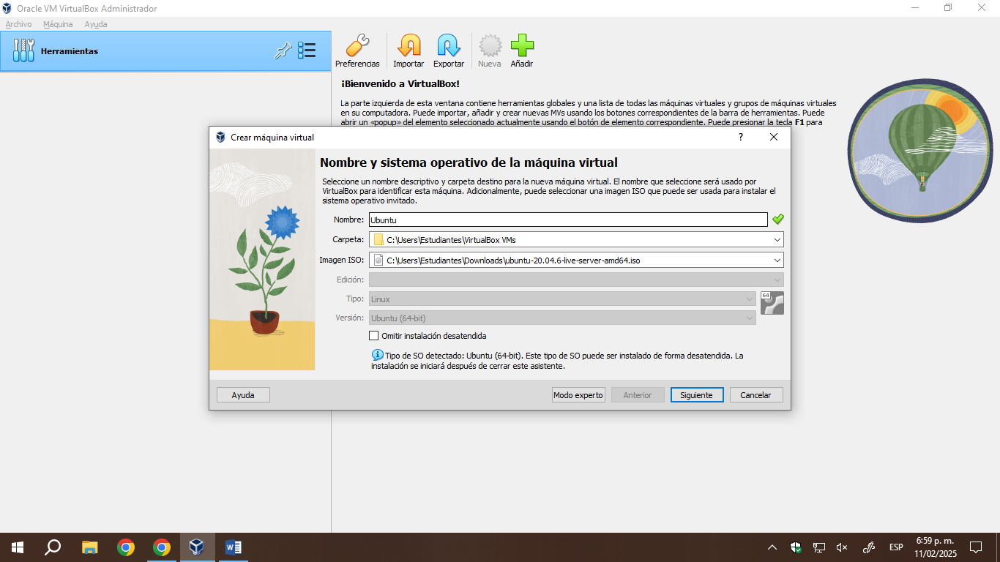 Oracle VM VirtualBox Administrador
Archivo Máquina Ayuda
Herramientas
Preferencias Importar Exportar Nueva Añadir
¡Bienvenido a VirtualBox!
La parte izquierda de esta ventana contiene herramientas globales y una lista de todas las máquinas virtuales y grupos de máquinas virtuales
en su computadora. Puede importar, añadir y crear nuevas MVs usando los botones correspondientes de la barra de herramientas. Puede
abrir un «popup» del elemento seleccionado actualmente usando el botón de elemento correspondiente. Puede presionar la tecla F1 para
Crear máquina virtual
?
Nombre y sistema operativo de la máquina virtual
Seleccione un nombre descriptivo y carpeta destino para la nueva máquina virtual. El nombre que seleccione será usado por
VirtualBox para identificar esta máquina. Adicionalmente, puede seleccionar una imagen ISO que puede ser usada para instalar el
sistema operativo invitado.
Nombre: Ubuntu
Carpeta: C:\Users\Estudiantes\VirtualBox VMs
Imagen ISO: C:\Users\Estudiantes\Downloads\ubuntu-20.04.6-live-server-amd64.iso
Edición:
Tipo: Linux
64
Versión: Ubuntu (64-bit)
Omitir instalación desatendida
Tipo de SO detectado: Ubuntu (64-bit). Este tipo de SO puede ser instalado de forma desatendida. La
instalación se iniciará después de cerrar este asistente.
Ayuda Modo experto Anterior Siguiente Cancelar
ESP
6:59 p. m.
11/02/2025